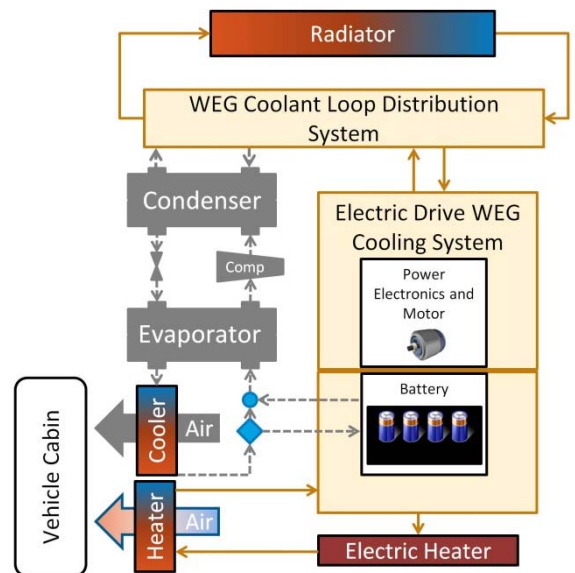 Radiator
WEG Coolant Loop Distribution
System
Condenser
Electric Drive WEG
Cooling System
Comp
Power
Electronics and
Motor
Evaporator
Battery
Vehicle Cabin
Cooler
Air
Heater
Air
Electric Heater